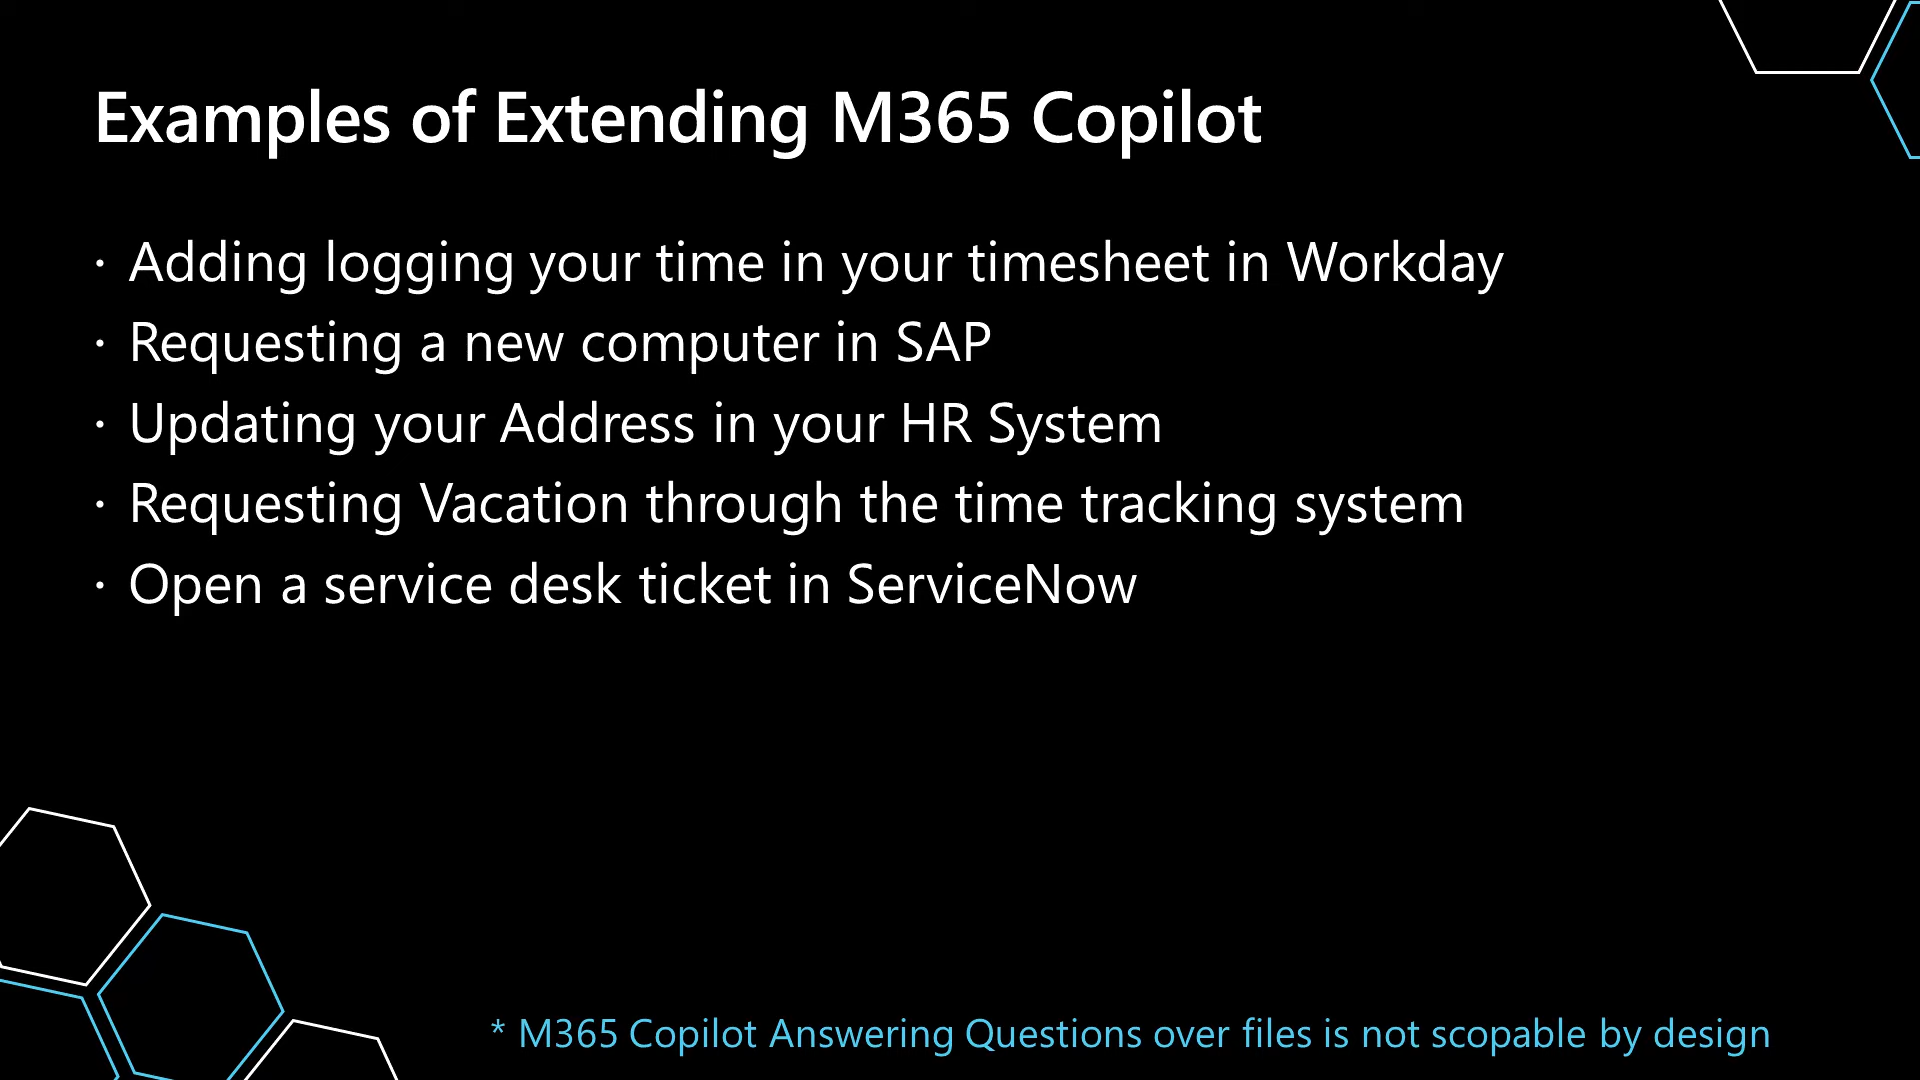 Examples of Extending M365 Copilot
· Adding logging your time in your timesheet in Workday
· Requesting a new computer in SAP
· Updating your Address in your HR System
· Requesting Vacation through the time tracking system
· Open a service desk ticket in ServiceNow
* M365 Copilot Answering Questions over files is not scopable by design